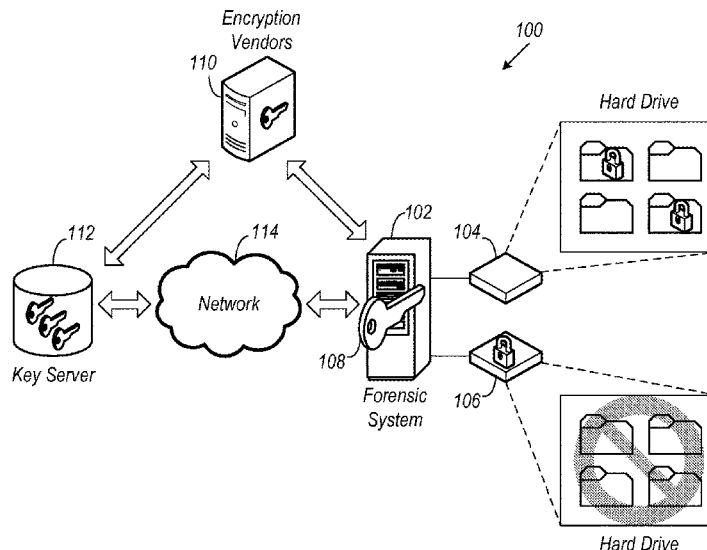 Encryption
Vendors
110
100
Hard Drive
102
104
112
114
Network
108
Key Server
Forensic
System
106
Hard Drive